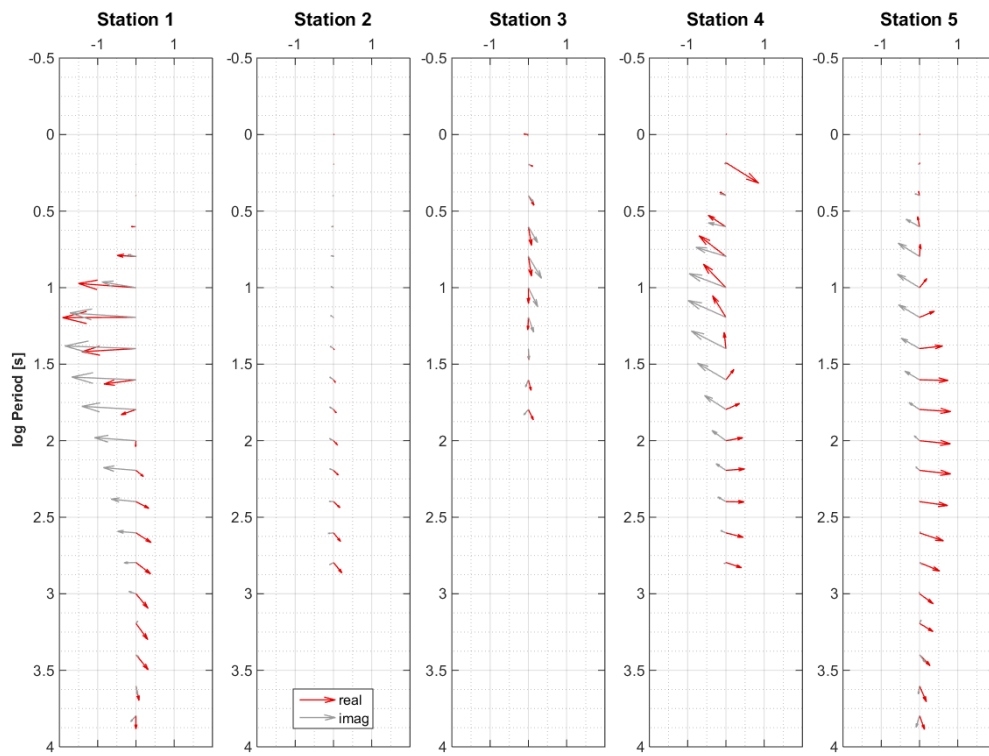 Station 1 Station 2 Station 3 Station 4 Station 5
-1 1 -1 1 -1 1 -1 1 -1 1
-0.5 -0.5 -0.5 -0.5 -0.5
0 0 0 0 0
0.5 0.5 0.5 0.5 0.5
1 1 1 1 1
1.5 1.5 1.5 1.5 1.5
log Period [s]
2 2 2 2 2
2.5 2.5 2.5 2.5 2.5
3 3 3 3 3
3.5 3.5 3.5 3.5 3.5
real
imag
4 4 4 4 4